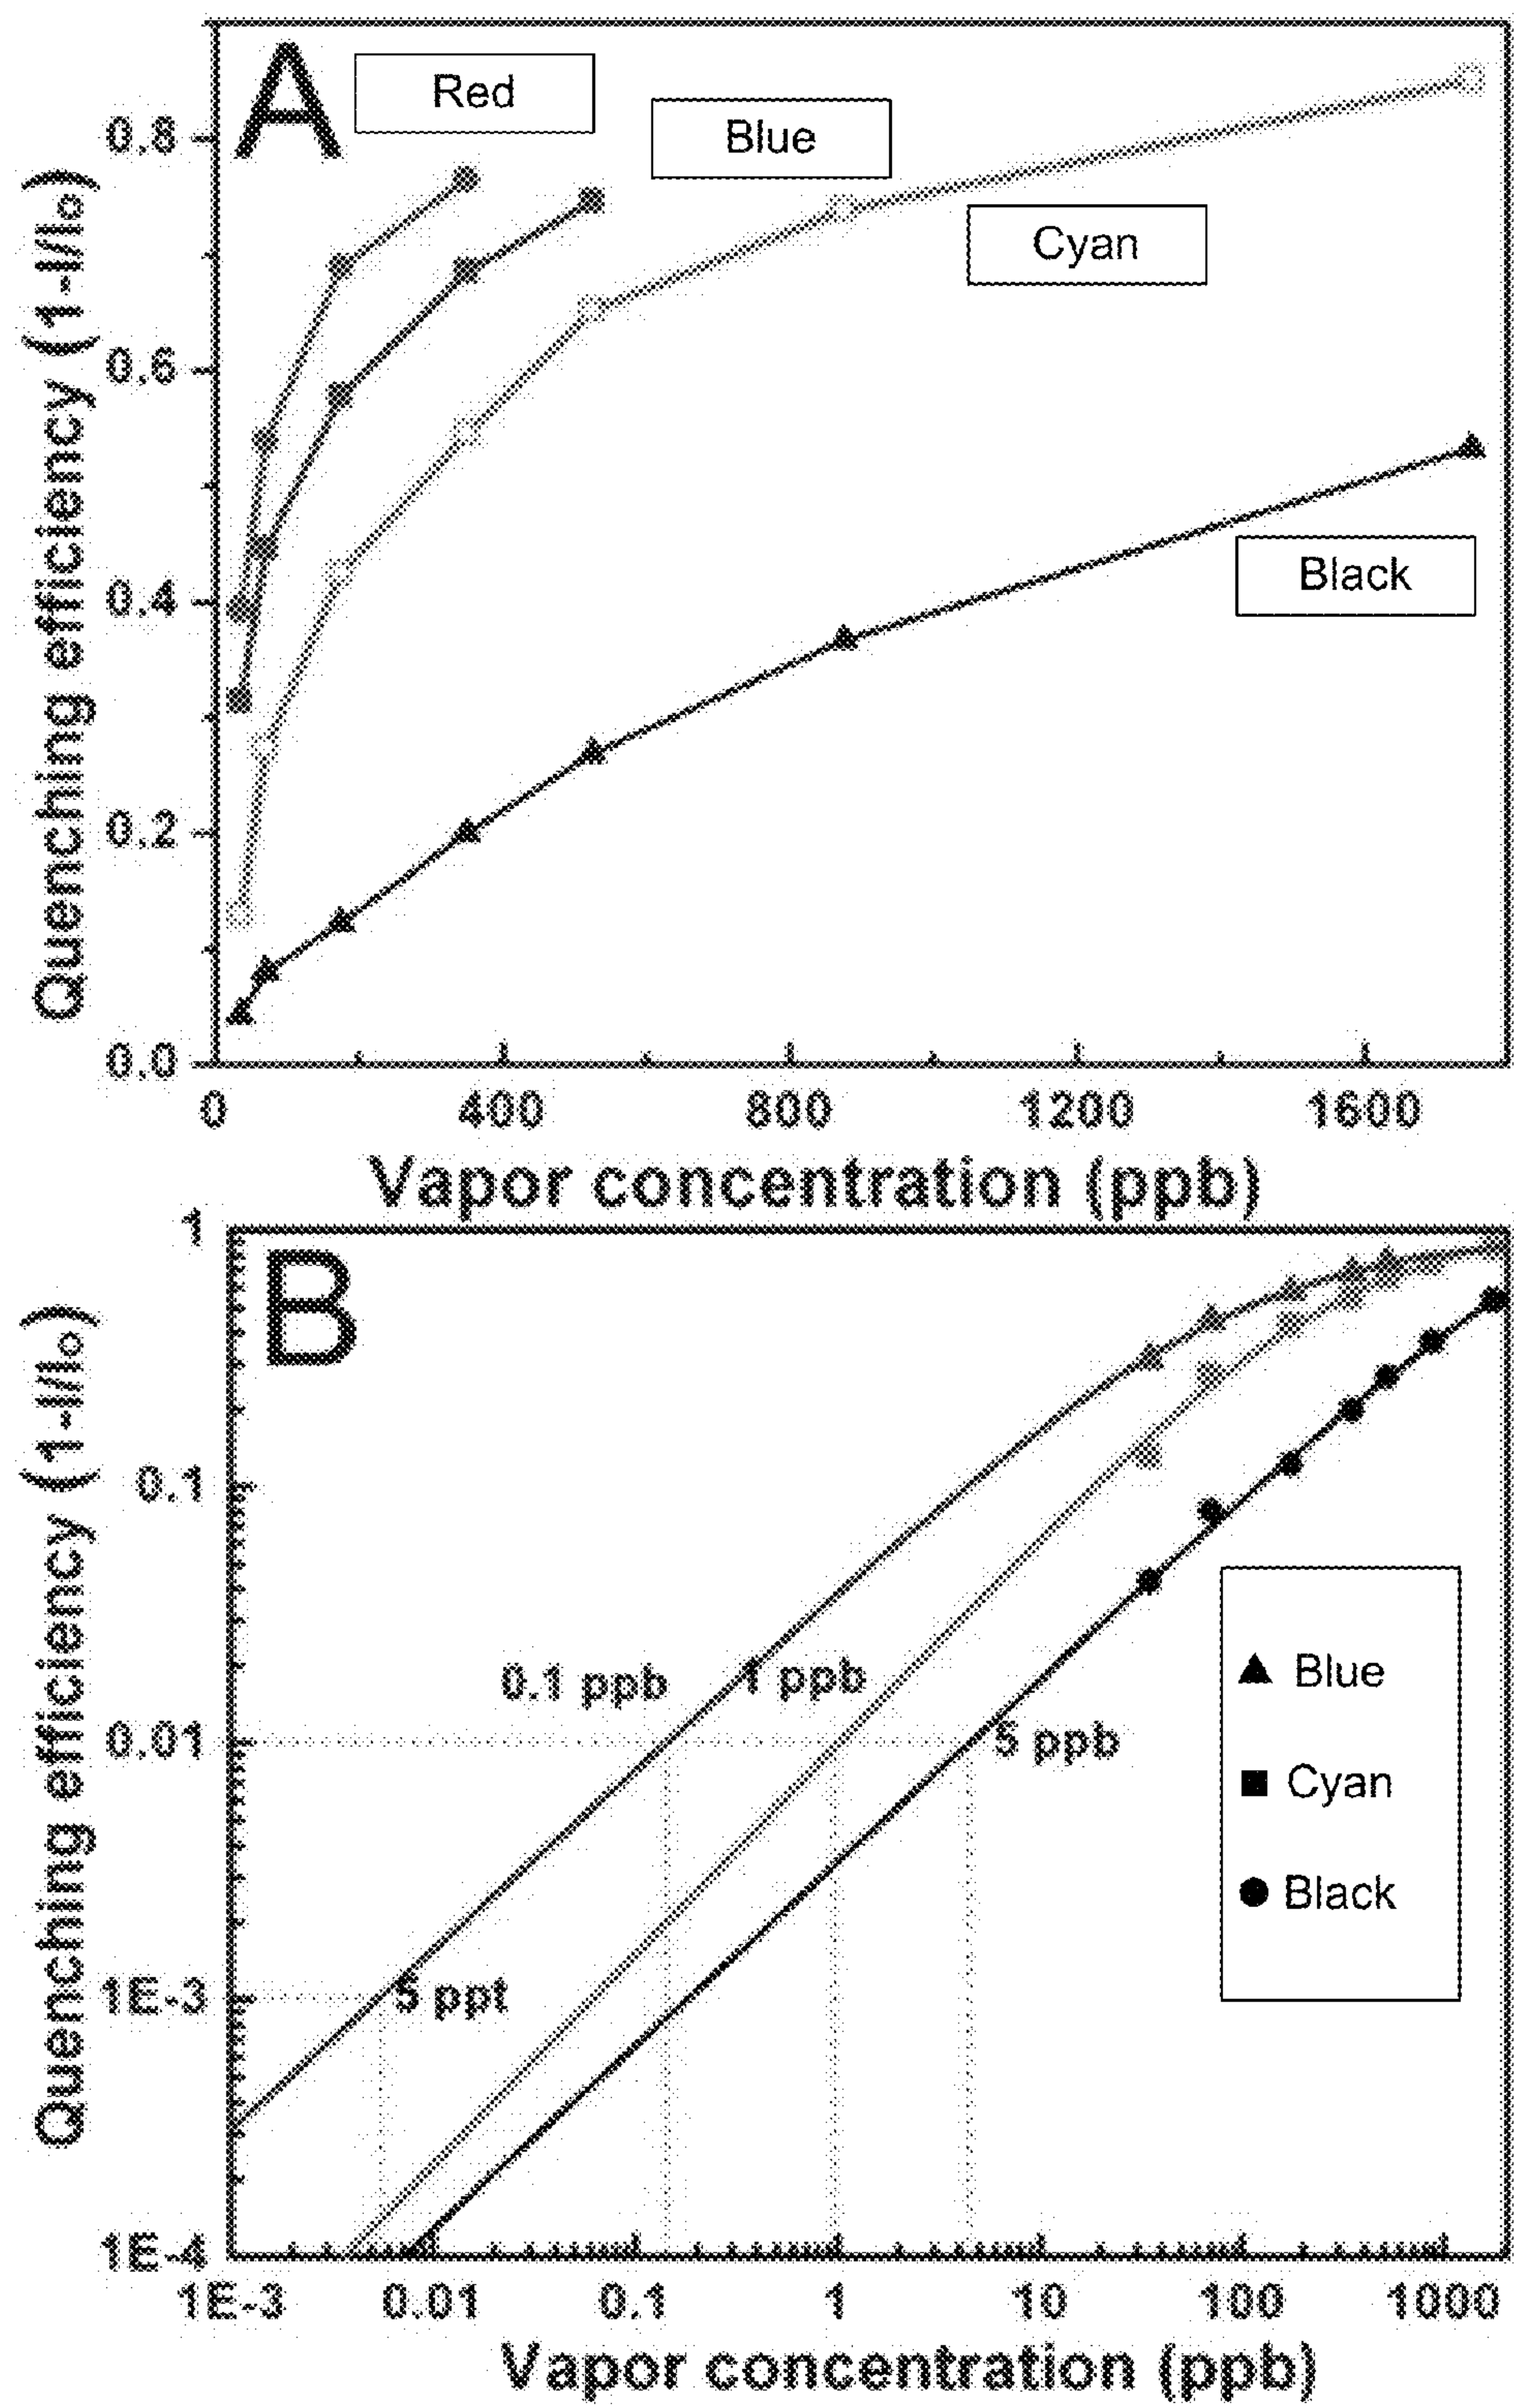 A
Red
Blue
Cyan
Black
Quenching efficiency (1-I/I₀)
0.8
0.6
0.4
0.2
0.0
0 400 800 1200 1600
Vapor concentration (ppb)
B
Quenching efficiency (1-I/I₀)
1
0.1
0.01
1E-3
1E-4
0.1 ppb 1 ppb
5 ppb
5 ppt
Blue
Cyan
Black
1E-3 0.01 0.1 1 10 100 1000
Vapor concentration (ppb)